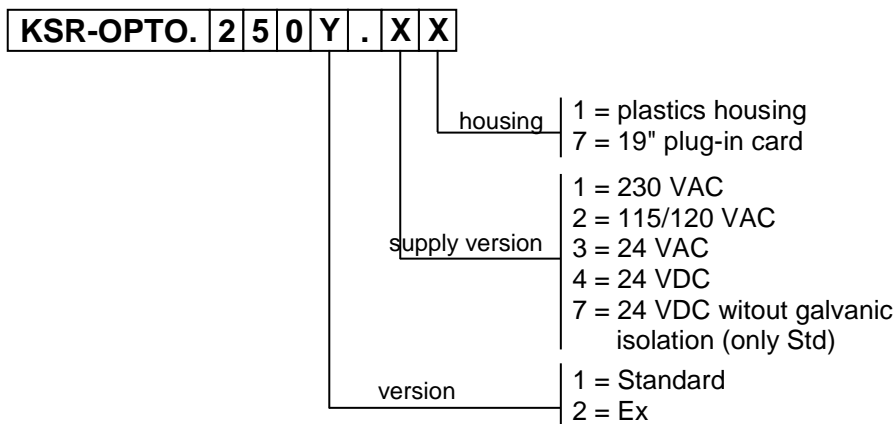 KSR-OPTO. 2 5 0 Y . X X
housing
1 = plastics housing
7 = 19" plug-in card
supply version
1 = 230 VAC
2 = 115/120 VAC
3 = 24 VAC
4 = 24 VDC
7 = 24 VDC witout galvanic
isolation (only Std)
version
1 = Standard
2 = Ex